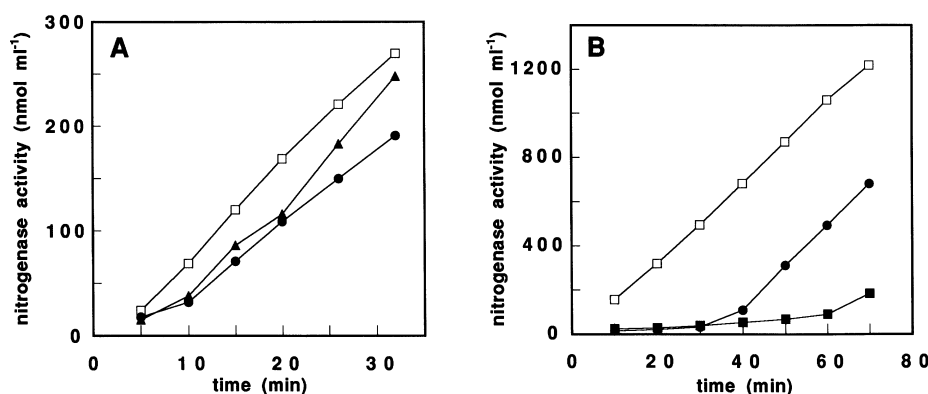 A
nitrogenase activity (nmol ml⁻¹)
300
200
100
0
0 10 20 30
time (min)
B
nitrogenase activity (nmol ml⁻¹)
1200
800
400
0
0 20 40 60 80
time (min)